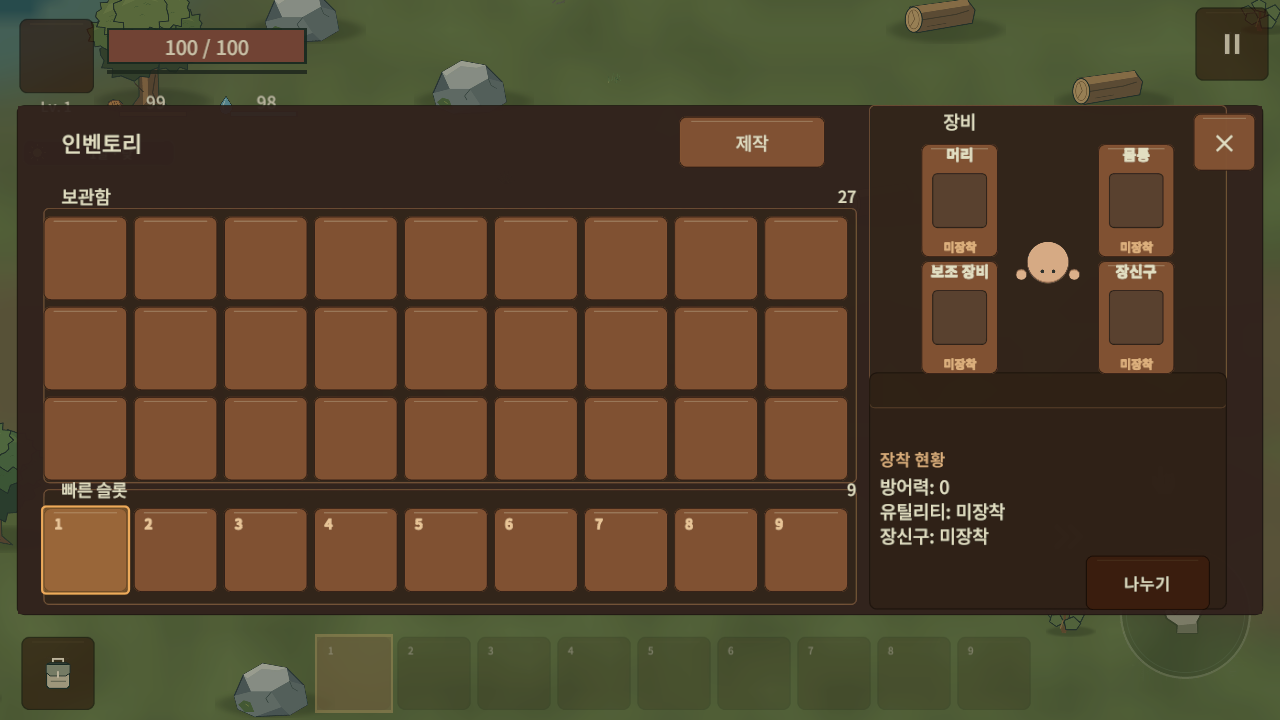 100 / 100
Lv. 1
99
98
인벤토리
제작
장비
×
보관함
27
머리
몸통
미장착
미장착
보조 장비
장신구
미장착
미장착
빠른 슬롯
9
1
2
3
4
5
6
7
8
9
장착 현황
방어력: 0
유틸리티: 미장착
장신구: 미장착
나누기
1
2
3
4
5
6
7
8
9